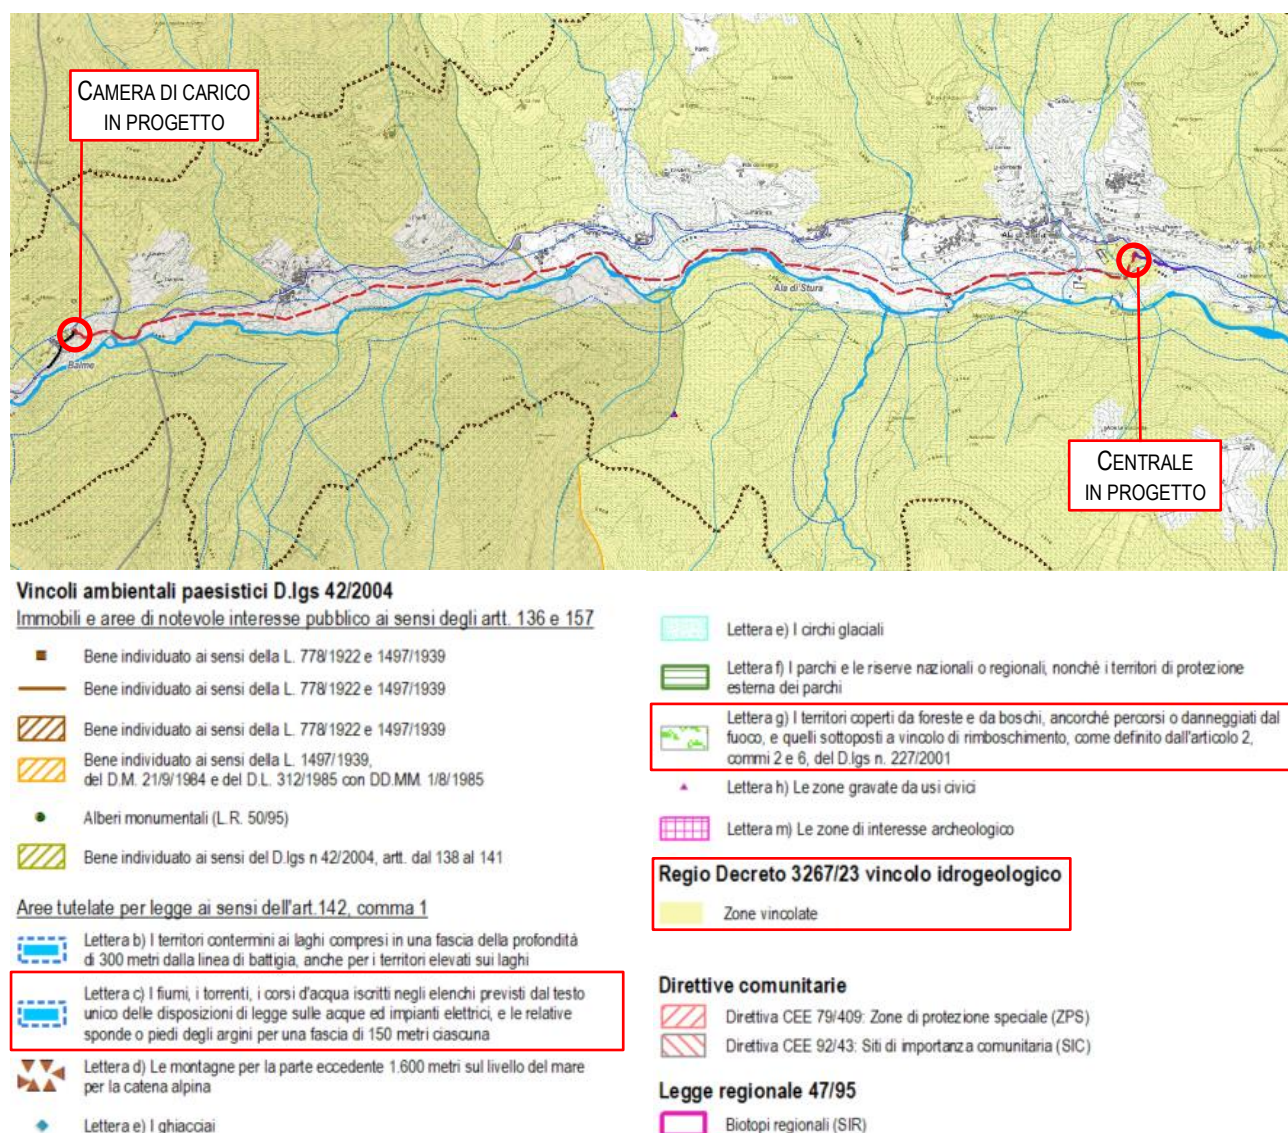 CAMERA DI CARICO
IN PROGETTO
Ala di Stura
Balme
CENTRALE
IN PROGETTO
Vincoli ambientali paesistici D.lgs 42/2004
Immobili e aree di notevole interesse pubblico ai sensi degli artt. 136 e 157
Bene individuato ai sensi della L. 778/1922 e 1497/1939
Bene individuato ai sensi della L. 778/1922 e 1497/1939
Bene individuato ai sensi della L. 778/1922 e 1497/1939
Bene individuato ai sensi della L. 1497/1939,
del D.M. 21/9/1984 e del D.L. 312/1985 con DD.MM. 1/8/1985
Alberi monumentali (L.R. 50/95)
Bene individuato ai sensi del D.lgs n 42/2004, artt. dal 138 al 141
Aree tutelate per legge ai sensi dell'art.142, comma 1
Lettera b) I territori contermini ai laghi compresi in una fascia della profondità
di 300 metri dalla linea di battigia, anche per i territori elevati sui laghi
Lettera c) I fiumi, i torrenti, i corsi d'acqua iscritti negli elenchi previsti dal testo
unico delle disposizioni di legge sulle acque ed impianti elettrici, e le relative
sponde o piedi degli argini per una fascia di 150 metri ciascuna
Lettera d) Le montagne per la parte eccedente 1.600 metri sul livello del mare
per la catena alpina
Lettera e) I ghiacciai
Lettera e) I circhi glaciali
Lettera f) I parchi e le riserve nazionali o regionali, nonché i territori di protezione
esterna dei parchi
Lettera g) I territori coperti da foreste e da boschi, ancorché percorsi o danneggiati dal
fuoco, e quelli sottoposti a vincolo di rimboschimento, come definito dall'articolo 2,
commi 2 e 6, del D.lgs n. 227/2001
Lettera h) Le zone gravate da usi civici
Lettera m) Le zone di interesse archeologico
Regio Decreto 3267/23 vincolo idrogeologico
Zone vincolate
Direttive comunitarie
Direttiva CEE 79/409: Zone di protezione speciale (ZPS)
Direttiva CEE 92/43: Siti di importanza comunitaria (SIC)
Legge regionale 47/95
Biotopi regionali (SIR)